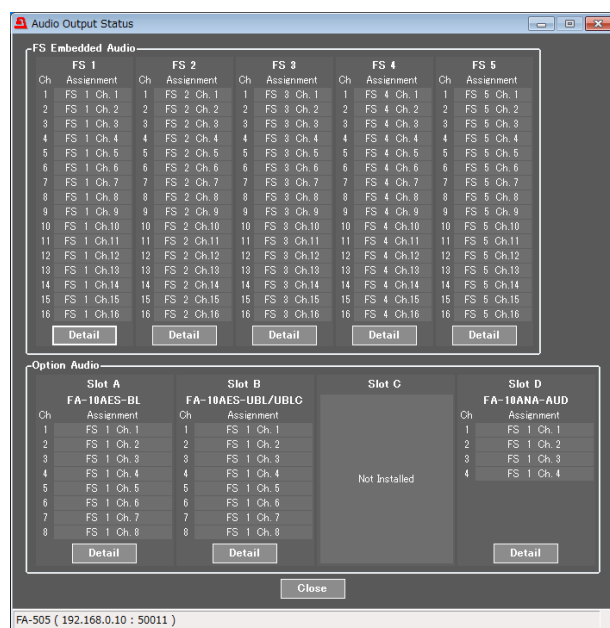 Audio Output Status
FS Embedded Audio
FS 1 FS 2 FS 3 FS 4 FS 5
Ch Assignment Ch Assignment Ch Assignment Ch Assignment Ch Assignment
1 FS 1 Ch. 1 1 FS 2 Ch. 1 1 FS 3 Ch. 1 1 FS 4 Ch. 1 1 FS 5 Ch. 1
2 FS 1 Ch. 2 2 FS 2 Ch. 2 2 FS 3 Ch. 2 2 FS 4 Ch. 2 2 FS 5 Ch. 2
3 FS 1 Ch. 3 3 FS 2 Ch. 3 3 FS 3 Ch. 3 3 FS 4 Ch. 3 3 FS 5 Ch. 3
4 FS 1 Ch. 4 4 FS 2 Ch. 4 4 FS 3 Ch. 4 4 FS 4 Ch. 4 4 FS 5 Ch. 4
5 FS 1 Ch. 5 5 FS 2 Ch. 5 5 FS 3 Ch. 5 5 FS 4 Ch. 5 5 FS 5 Ch. 5
6 FS 1 Ch. 6 6 FS 2 Ch. 6 6 FS 3 Ch. 6 6 FS 4 Ch. 6 6 FS 5 Ch. 6
7 FS 1 Ch. 7 7 FS 2 Ch. 7 7 FS 3 Ch. 7 7 FS 4 Ch. 7 7 FS 5 Ch. 7
8 FS 1 Ch. 8 8 FS 2 Ch. 8 8 FS 3 Ch. 8 8 FS 4 Ch. 8 8 FS 5 Ch. 8
9 FS 1 Ch. 9 9 FS 2 Ch. 9 9 FS 3 Ch. 9 9 FS 4 Ch. 9 9 FS 5 Ch. 9
10 FS 1 Ch.10 10 FS 2 Ch.10 10 FS 3 Ch.10 10 FS 4 Ch.10 10 FS 5 Ch.10
11 FS 1 Ch.11 11 FS 2 Ch.11 11 FS 3 Ch.11 11 FS 4 Ch.11 11 FS 5 Ch.11
12 FS 1 Ch.12 12 FS 2 Ch.12 12 FS 3 Ch.12 12 FS 4 Ch.12 12 FS 5 Ch.12
13 FS 1 Ch.13 13 FS 2 Ch.13 13 FS 3 Ch.13 13 FS 4 Ch.13 13 FS 5 Ch.13
14 FS 1 Ch.14 14 FS 2 Ch.14 14 FS 3 Ch.14 14 FS 4 Ch.14 14 FS 5 Ch.14
15 FS 1 Ch.15 15 FS 2 Ch.15 15 FS 3 Ch.15 15 FS 4 Ch.15 15 FS 5 Ch.15
16 FS 1 Ch.16 16 FS 2 Ch.16 16 FS 3 Ch.16 16 FS 4 Ch.16 16 FS 5 Ch.16
Detail Detail Detail Detail Detail
Option Audio
Slot A Slot B Slot C Slot D
FA-10AES-BL FA-10AES-UBL/UBLC FA-10ANA-AUD
Ch Assignment Ch Assignment Ch Assignment
1 FS 1 Ch. 1 1 FS 1 Ch. 1 1 FS 1 Ch. 1
2 FS 1 Ch. 2 2 FS 1 Ch. 2 2 FS 1 Ch. 2
3 FS 1 Ch. 3 3 FS 1 Ch. 3 3 FS 1 Ch. 3
4 FS 1 Ch. 4 4 FS 1 Ch. 4 Not Installed 4 FS 1 Ch. 4
5 FS 1 Ch. 5 5 FS 1 Ch. 5
6 FS 1 Ch. 6 6 FS 1 Ch. 6
7 FS 1 Ch. 7 7 FS 1 Ch. 7
8 FS 1 Ch. 8 8 FS 1 Ch. 8
Detail Detail Detail
Close
FA-505 ( 192.168.0.10 : 50011 )